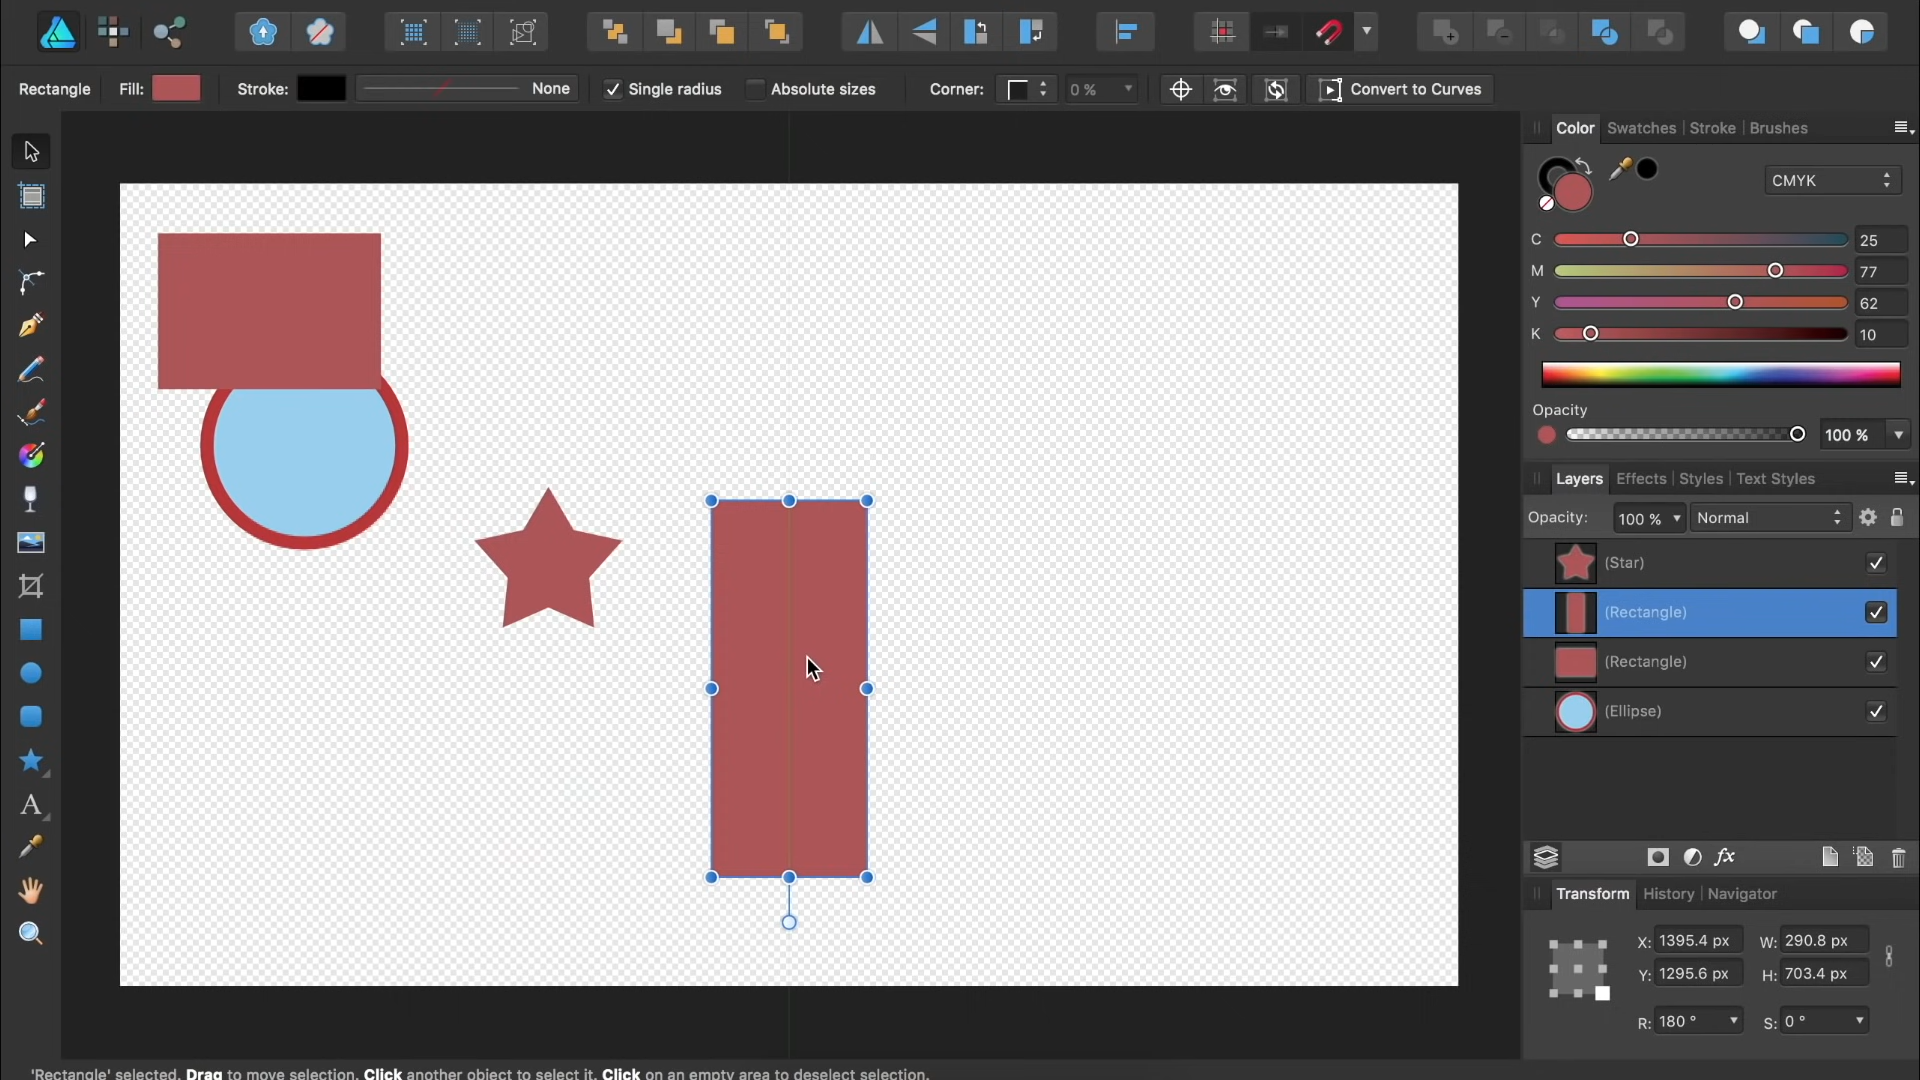 Rectangle Fill: Stroke: None Single radius Absolute sizes Corner: 0 % Convert to Curves
Color Swatches Stroke Brushes
CMYK
C 25
M 77
Y 62
K 10
Opacity
100 %
Layers Effects Styles Text Styles
Opacity: 100 % Normal
(Star)
(Rectangle)
(Rectangle)
(Ellipse)
fx
A
Transform History Navigator
X: 1395.4 px W: 290.8 px
Y: 1295.6 px H: 703.4 px
R: 180 ° S: 0 °
'Rectangle' selected. Drag to move selection. Click another object to select it. Click on an empty area to deselect selection.